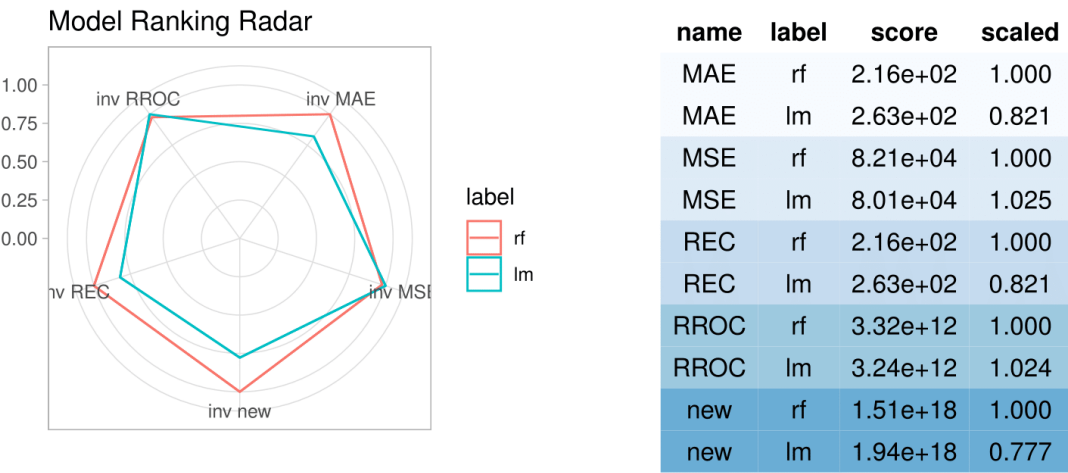 Model Ranking Radar
1.00
0.75
0.50
0.25
0.00
inv RROC
inv MAE
nv REC
inv MSE
inv new
label
rf
lm
name label score scaled
MAE rf 2.16e+02 1.000
MAE lm 2.63e+02 0.821
MSE rf 8.21e+04 1.000
MSE lm 8.01e+04 1.025
REC rf 2.16e+02 1.000
REC lm 2.63e+02 0.821
RROC rf 3.32e+12 1.000
RROC lm 3.24e+12 1.024
new rf 1.51e+18 1.000
new lm 1.94e+18 0.777